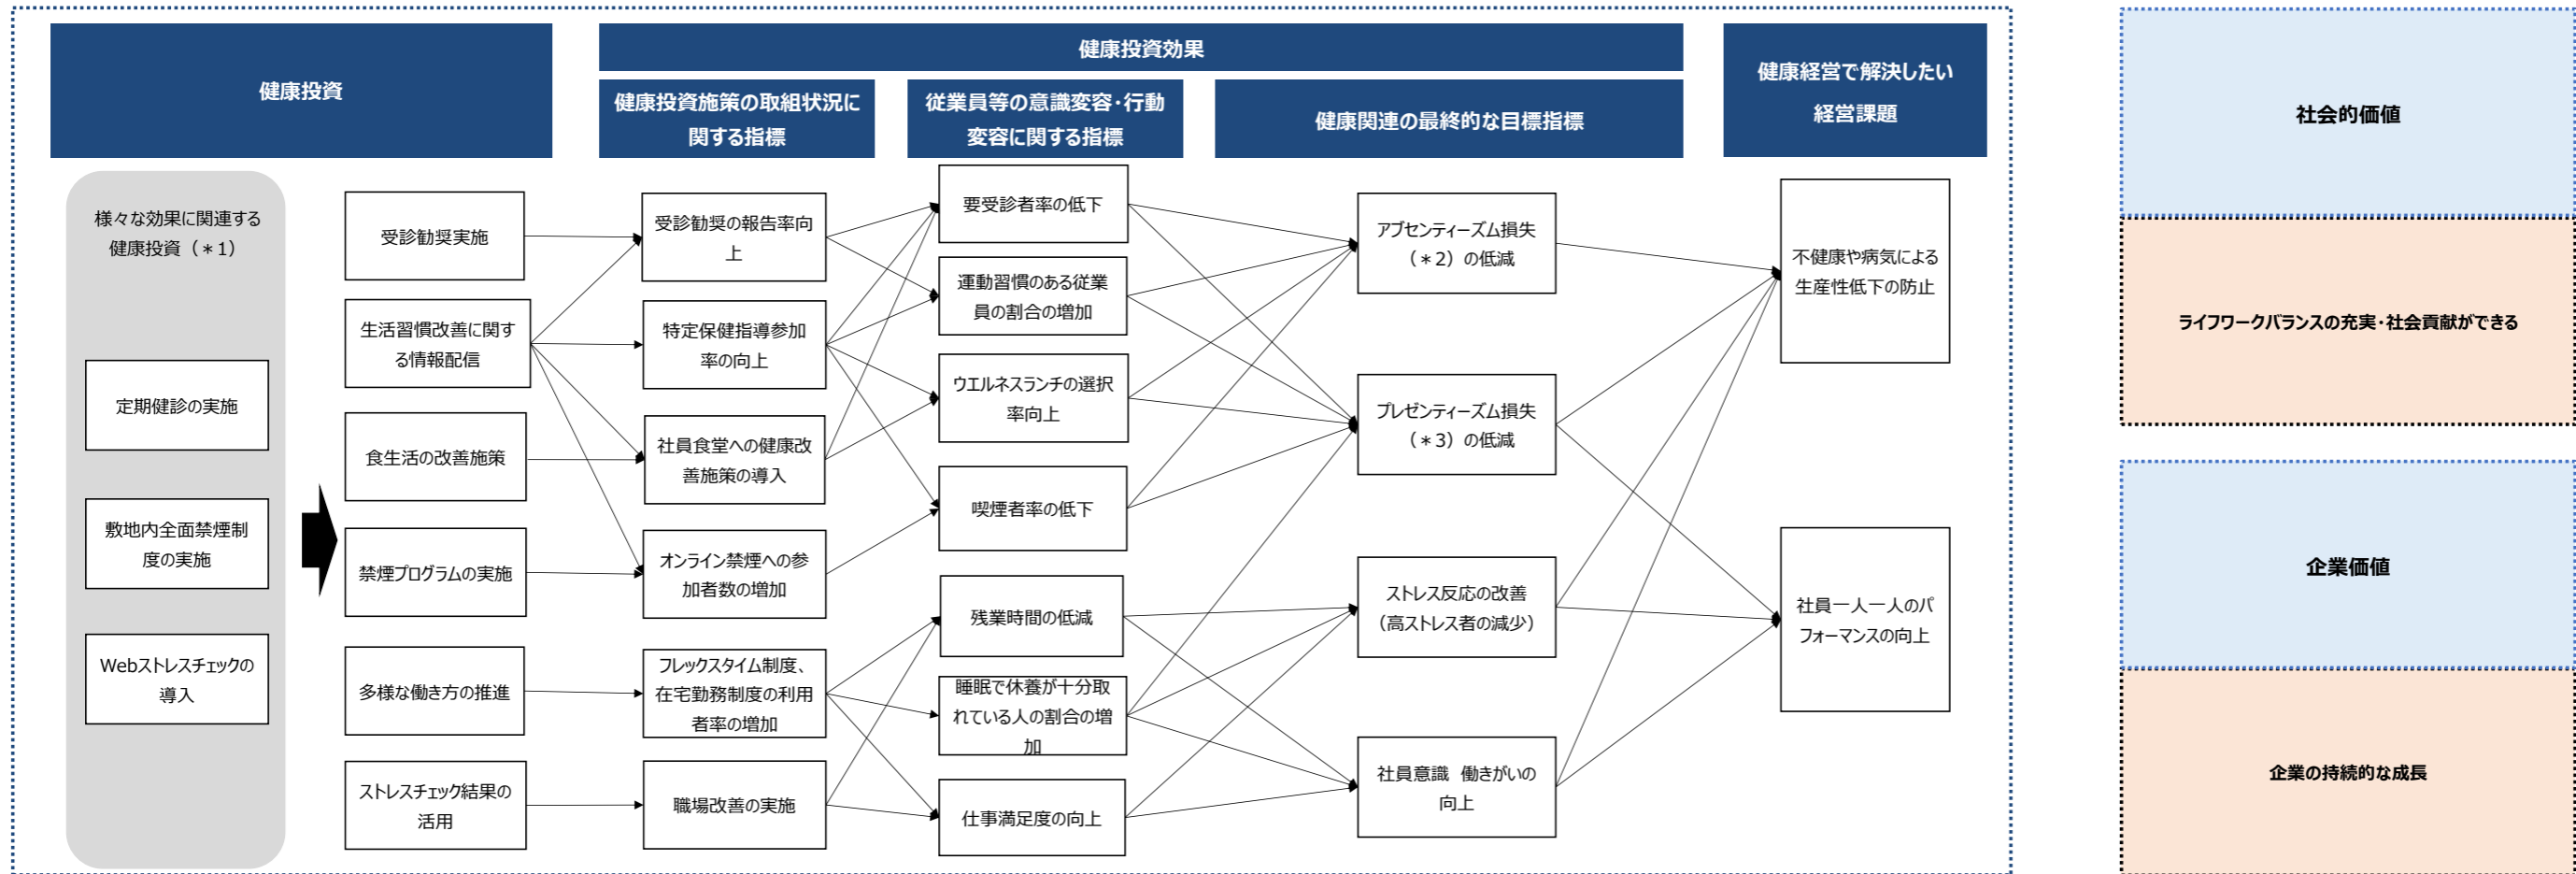 健康投資
健康投資効果
健康投資施策の取組状況に
関する指標
従業員等の意識変容・行動
変容に関する指標
健康関連の最終的な目標指標
健康経営で解決したい
経営課題
様々な効果に関連する
健康投資（＊1）
定期健診の実施
敷地内全面禁煙制
度の実施
Webストレスチェックの
導入
受診勧奨実施
生活習慣改善に関す
る情報配信
食生活の改善施策
禁煙プログラムの実施
多様な働き方の推進
ストレスチェック結果の
活用
受診勧奨の報告率向
上
特定保健指導参加
率の向上
社員食堂への健康改
善施策の導入
オンライン禁煙への参
加者数の増加
フレックスタイム制度、
在宅勤務制度の利用
者率の増加
職場改善の実施
要受診者率の低下
運動習慣のある従業
員の割合の増加
ウエルネスランチの選択
率向上
喫煙者率の低下
残業時間の低減
睡眠で休養が十分取
れている人の割合の増
加
仕事満足度の向上
アブセンティーズム損失
（＊2）の低減
プレゼンティーズム損失
（＊3）の低減
ストレス反応の改善
（高ストレス者の減少）
社員意識 働きがいの
向上
不健康や病気による
生産性低下の防止
社員一人一人のパ
フォーマンスの向上
社会的価値
ライフワークバランスの充実・社会貢献ができる
企業価値
企業の持続的な成長